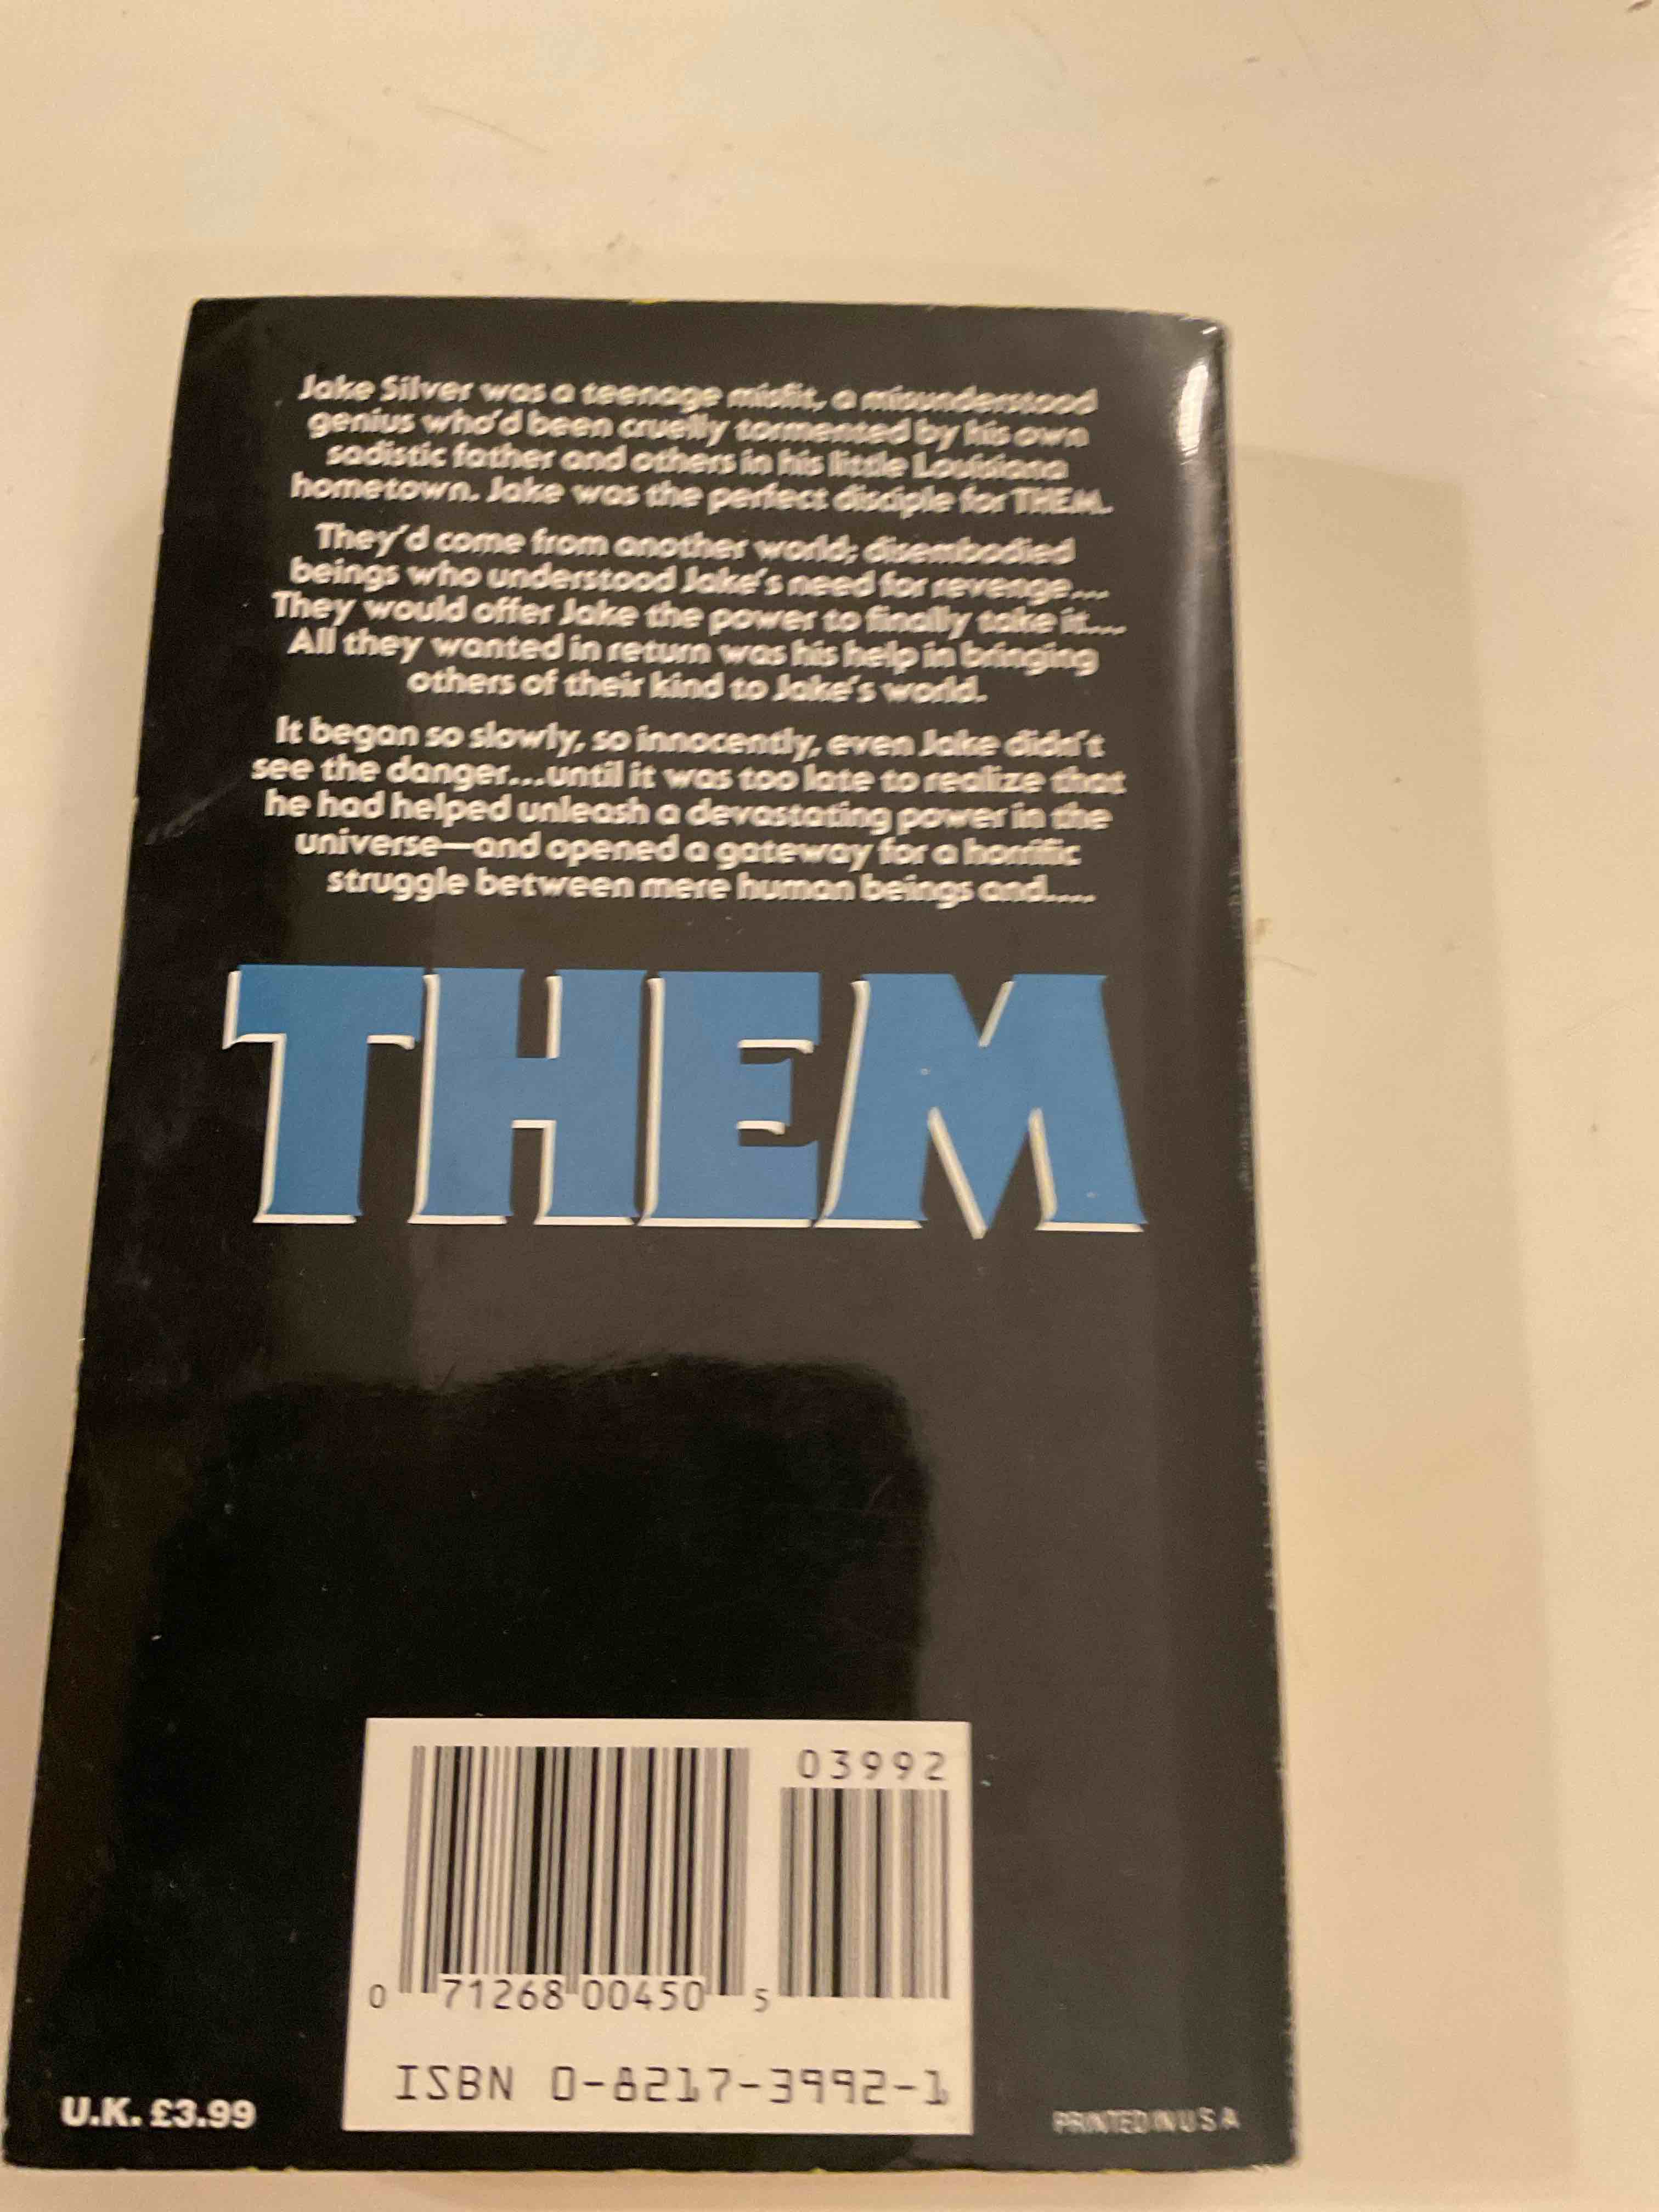 Jake Silver was a teenage misfit, a misunderstood
genius who'd been cruelly tormented by his own
sadistic father and others in his little Louisiana
hometown. Jake was the perfect disciple for THEM.
They'd come from another world; disembodied
beings who understood Jake's need for revenge...
They would offer Jake the power to finally take it....
All they wanted in return was his help in bringing
others of their kind to Jake's world.
It began so slowly, so innocently, even Jake didn't
see the danger...until it was too late to realize that
he had helped unleash a devastating power in the
universe—and opened a gateway for a horrific
struggle between mere human beings and....
THEM
03992
0 71268 00450 5
ISBN 0-8217-3992-1
U.K. £3.99
PRINTED IN U S A